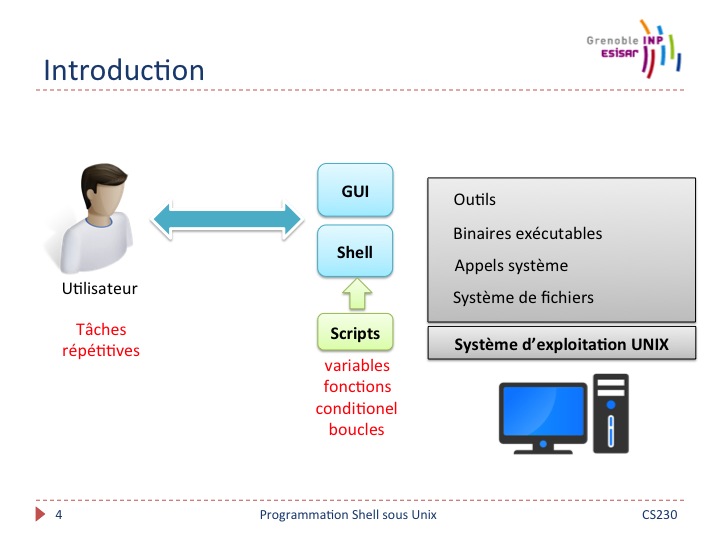 Introduction
Grenoble INP
ESISAR
GUI
Shell
Scripts
variables
fonctions
conditionel
boucles
Utilisateur
Tâches
répétitives
Outils
Binaires exécutables
Appels système
Système de fichiers
Système d'exploitation UNIX
4
Programmation Shell sous Unix
CS230